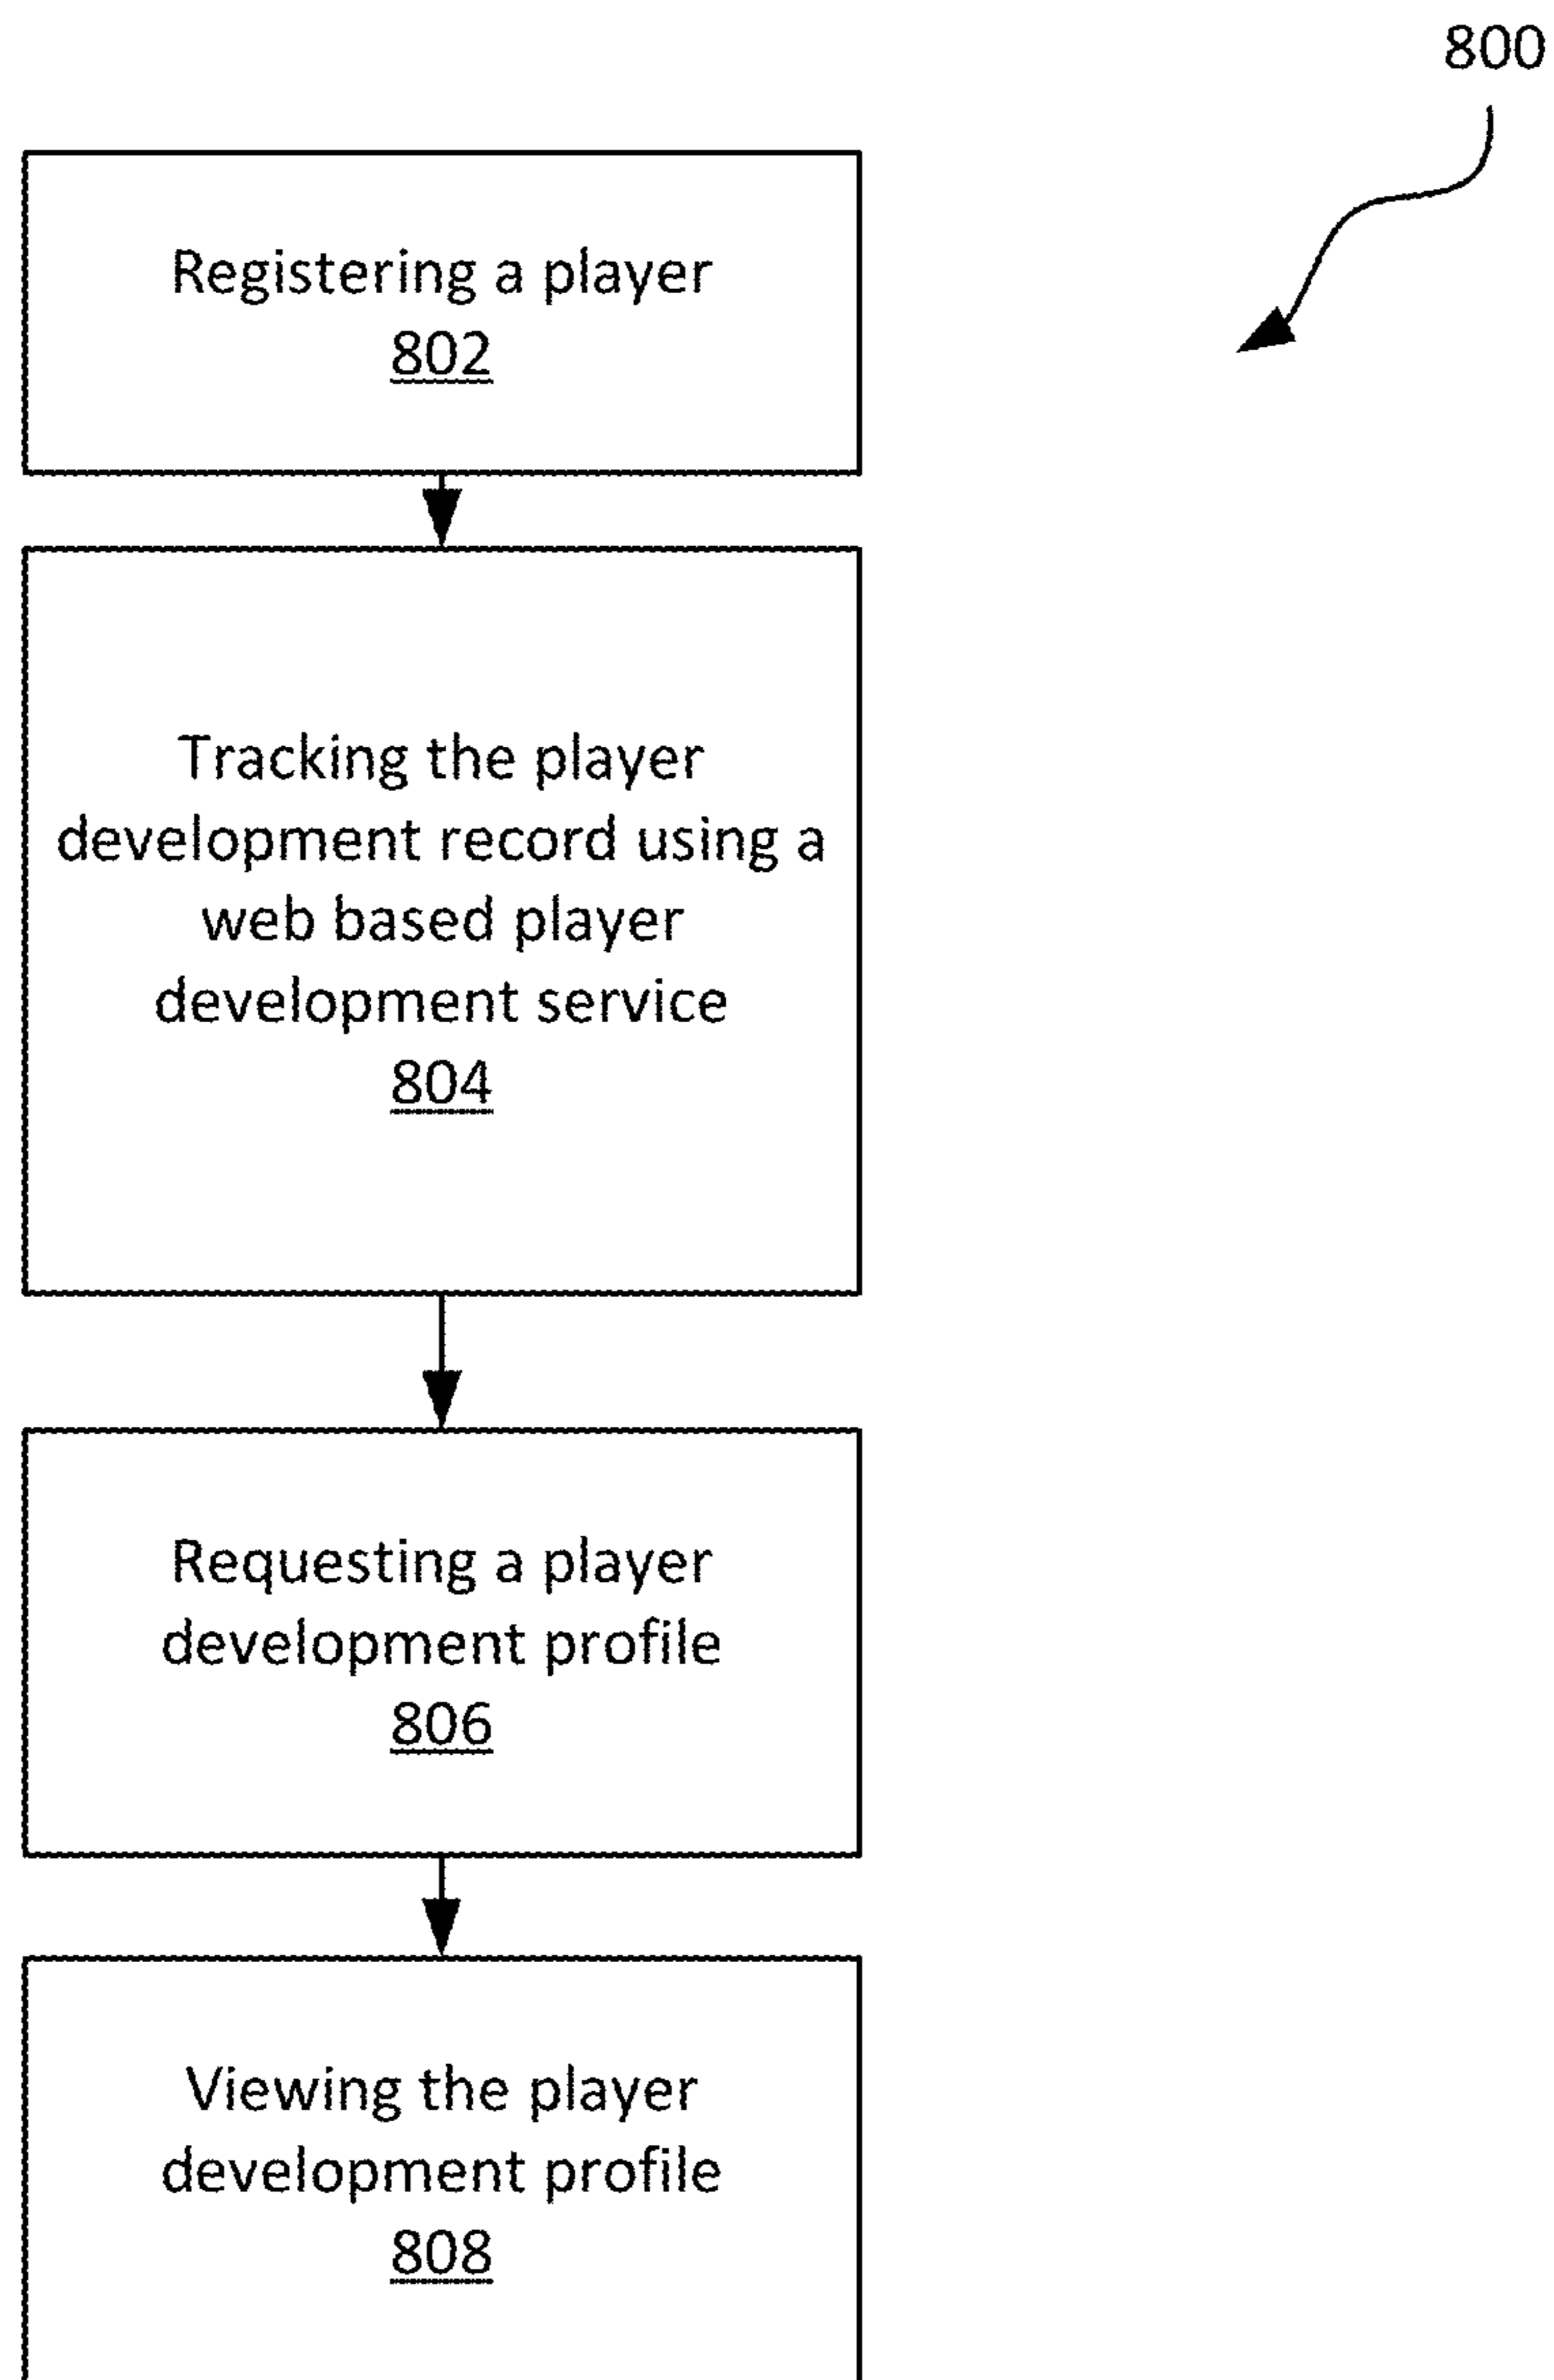 800
Registering a player
802
Tracking the player
development record using a
web based player
development service
804
Requesting a player
development profile
806
Viewing the player
development profile
808